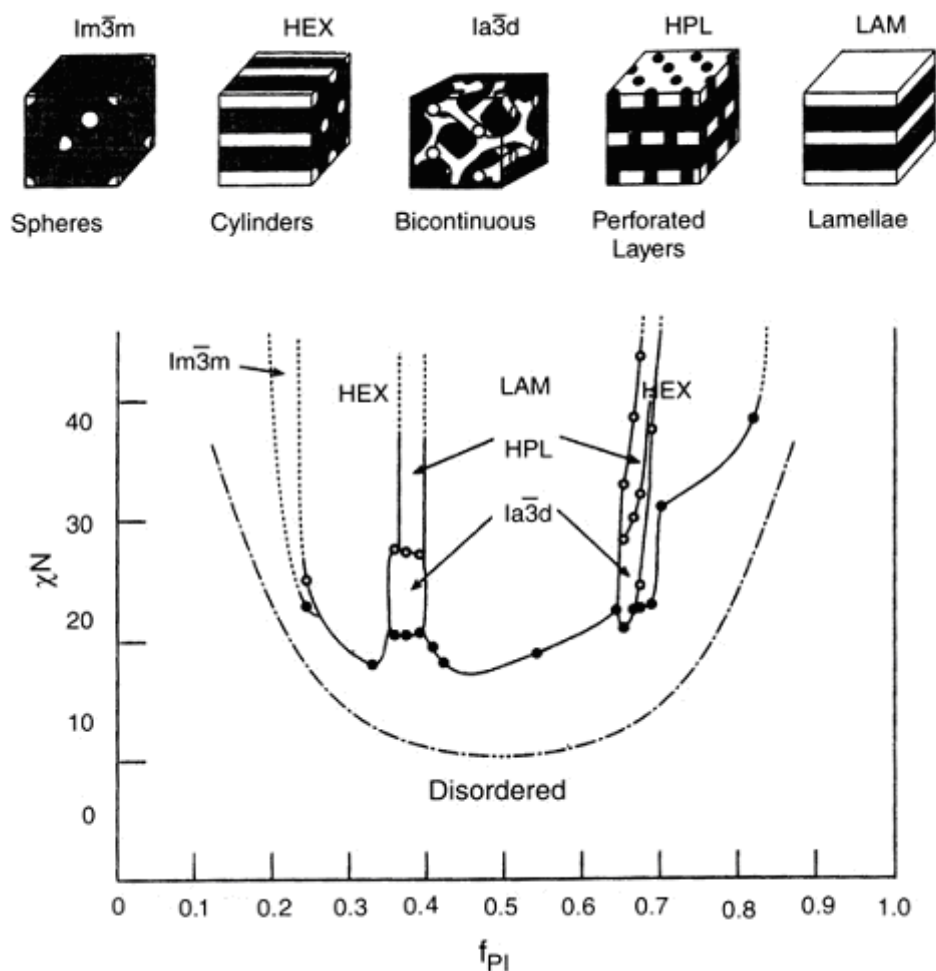 Im3̅m HEX Ia3̅d HPL LAM
Spheres Cylinders Bicontinuous Perforated Lamellae
Layers
Im3̅m
HEX LAM HEX
40
HPL
30
Ia3̅d
χN
20
10
Disordered
0
0 0.1 0.2 0.3 0.4 0.5 0.6 0.7 0.8 0.9 1.0
f_PI